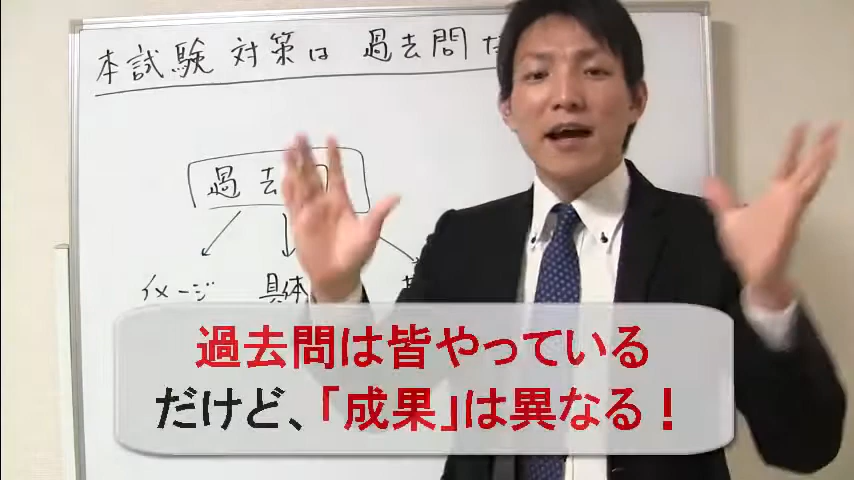 本試験 対策は 過去問
過去
イメージ 具体
過去問は皆やっている
だけど、「成果」は異なる！